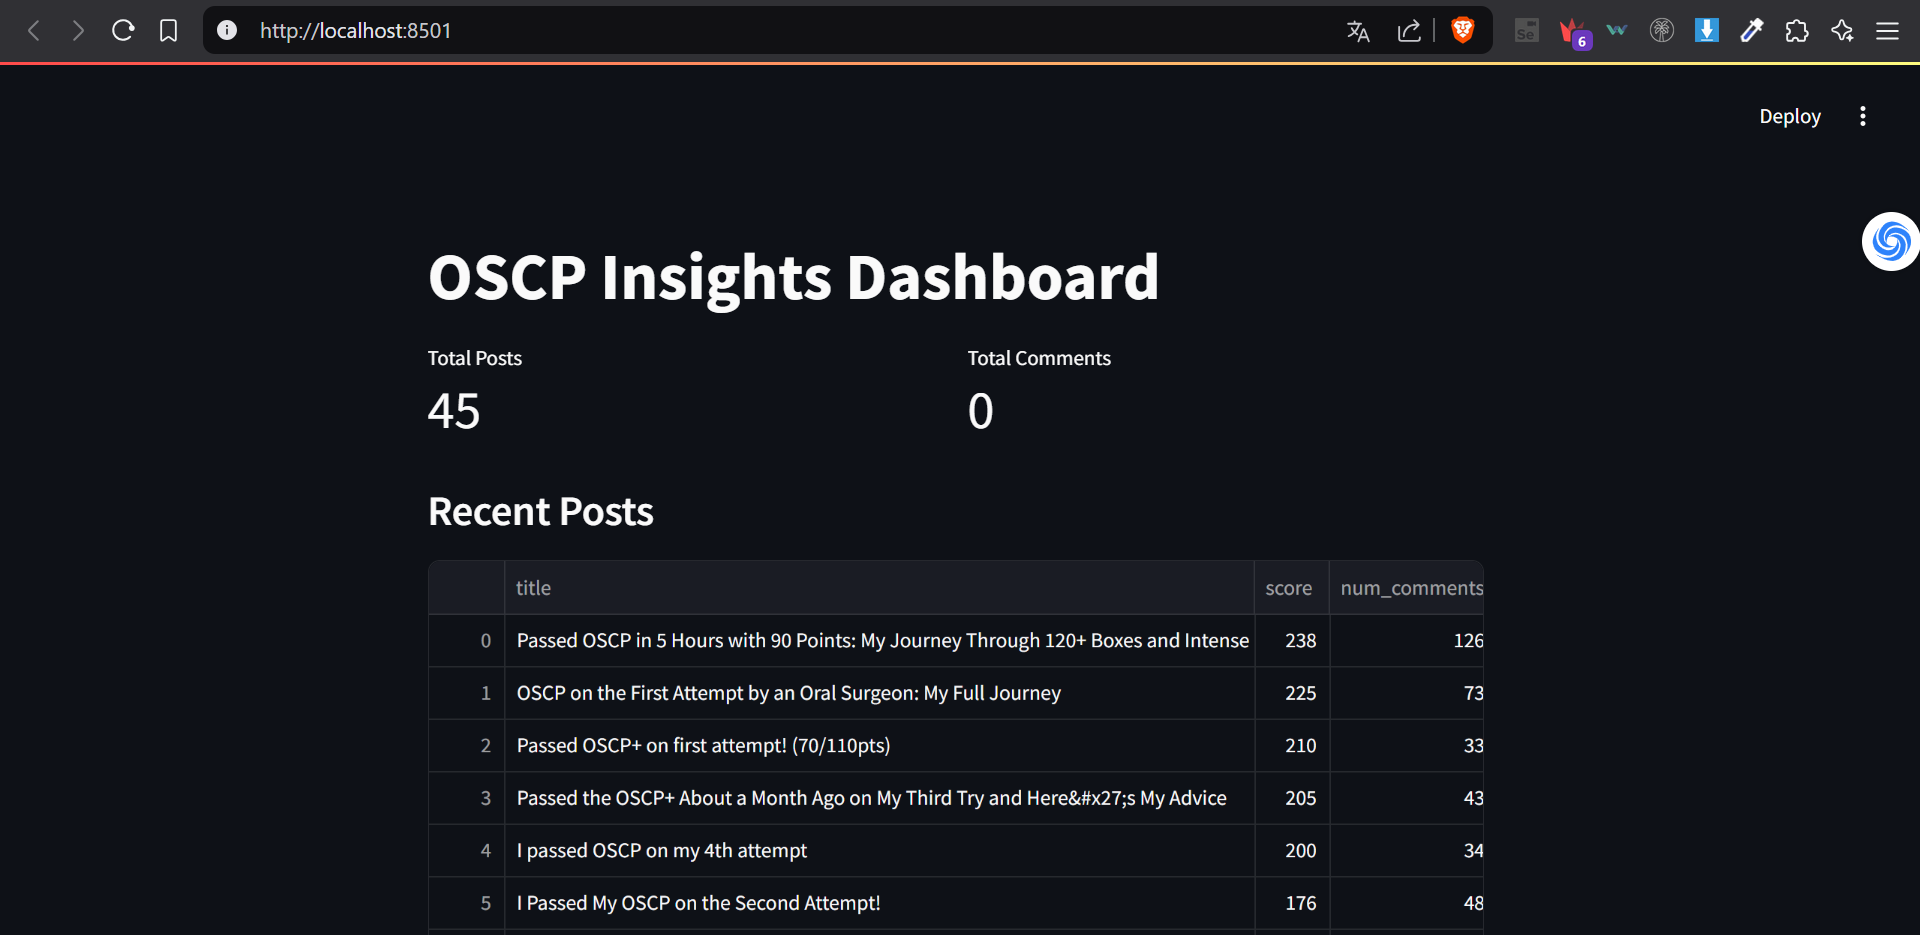 http://localhost:8501
Se
6
Deploy
OSCP Insights Dashboard
Total Posts
Total Comments
45
0
Recent Posts
title score num_comments
0 Passed OSCP in 5 Hours with 90 Points: My Journey Through 120+ Boxes and Intense 238 126
1 OSCP on the First Attempt by an Oral Surgeon: My Full Journey 225 73
2 Passed OSCP+ on first attempt! (70/110pts) 210 33
3 Passed the OSCP+ About a Month Ago on My Third Try and Here&#x27;s My Advice 205 43
4 I passed OSCP on my 4th attempt 200 34
5 I Passed My OSCP on the Second Attempt! 176 48